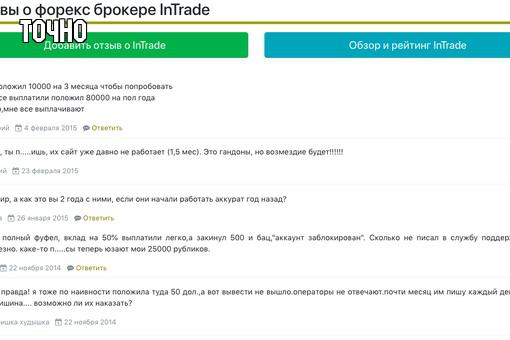 вы о форекс брокере InTrade
ТОЧНО
Добавить отзыв о InTrade
Обзор и рейтинг InTrade
оложил 10000 на 3 месяца чтобы попробовать
се выплатили положил 80000 на пол года
о,мне все выплачивают
рий 4 февраля 2015 Ответить
, ты п.....ишь, их сайт уже давно не работает (1,5 мес). Это гандоны, но возмездие будет!!!!!!
ий 23 февраля 2015
ир, а как это вы 2 года с ними, если они начали работать аккурат год назад?
а 26 января 2015 Ответить
полный фуфел, вклад на 50% выплатили легко,а закинул 500 и бац,"аккаунт заблокирован". Сколько не писал в службу поддер
езно. каке-то п.....сы теперь юзают мои 25000 рубликов.
22 ноября 2014 Ответить
правда! я тоже по наивности положила туда 50 дол.,а вот вывести не вышло.операторы не отвечают.почти месяц им пишу каждый де
ишина.... возможно ли их наказать?
ишка худышка 22 ноября 2014